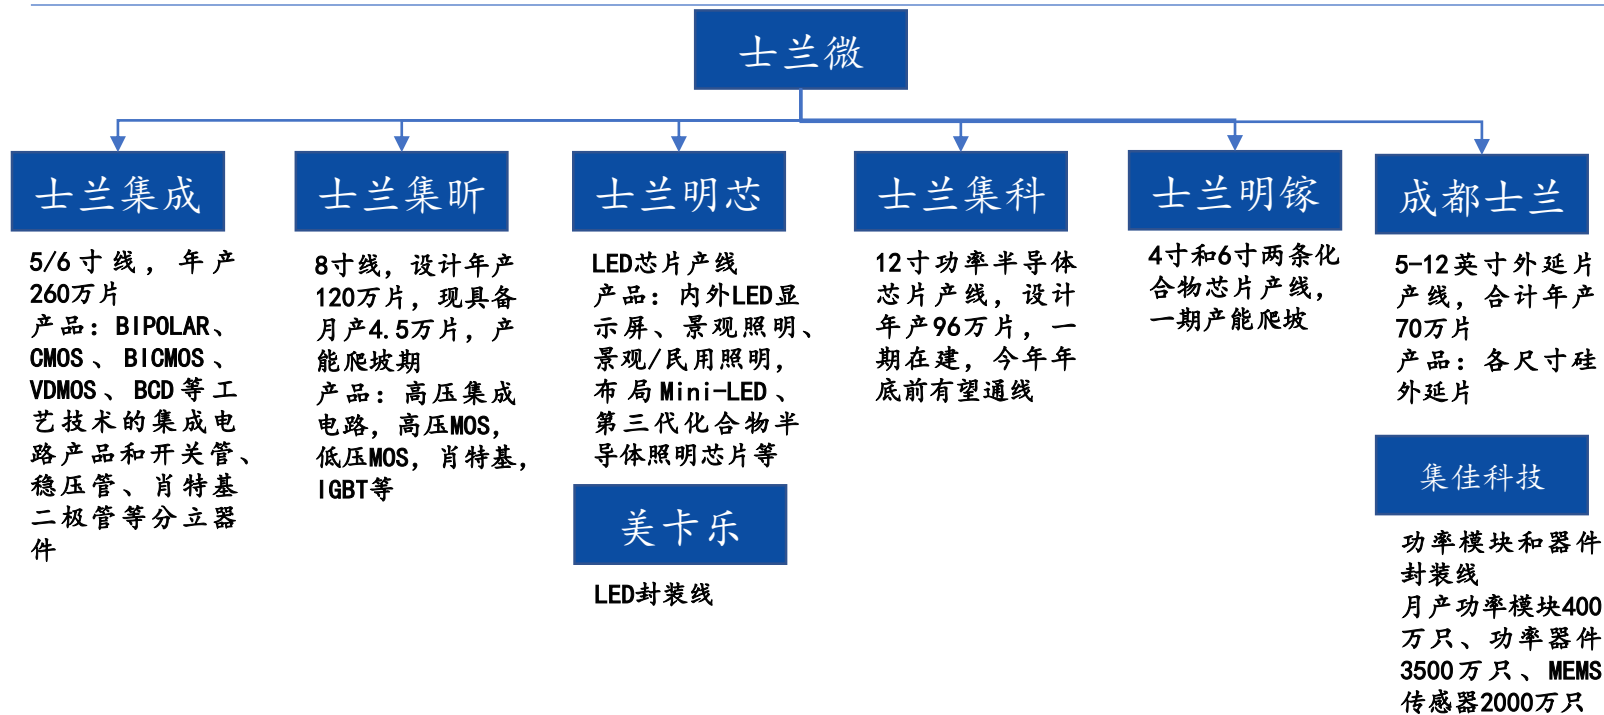 士兰微
士兰集成
5/6寸线，年产
260万片
产品：BIPOLAR、
CMOS、BICMOS、
VDMOS、BCD等工
艺技术的集成电
路产品和开关管、
稳压管、肖特基
二极管等分立器
件
士兰集昕
8寸线，设计年产
120万片，现具备
月产4.5万片，产
能爬坡期
产品：高压集成
电路，高压MOS，
低压MOS，肖特基，
IGBT等
士兰明芯
LED芯片产线
产品：内外LED显
示屏、景观照明、
景观/民用照明，
布局Mini-LED、
第三代化合物半
导体照明芯片等
美卡乐
LED封装线
士兰集科
12寸功率半导体
芯片产线，设计
年产96万片，一
期在建，今年年
底前有望通线
士兰明镓
4寸和6寸两条化
合物芯片产线，
一期产能爬坡
成都士兰
5-12英寸外延片
产线，合计年产
70万片
产品：各尺寸硅
外延片
集佳科技
功率模块和器件
封装线
月产功率模块400
万只、功率器件
3500万只、MEMS
传感器2000万只